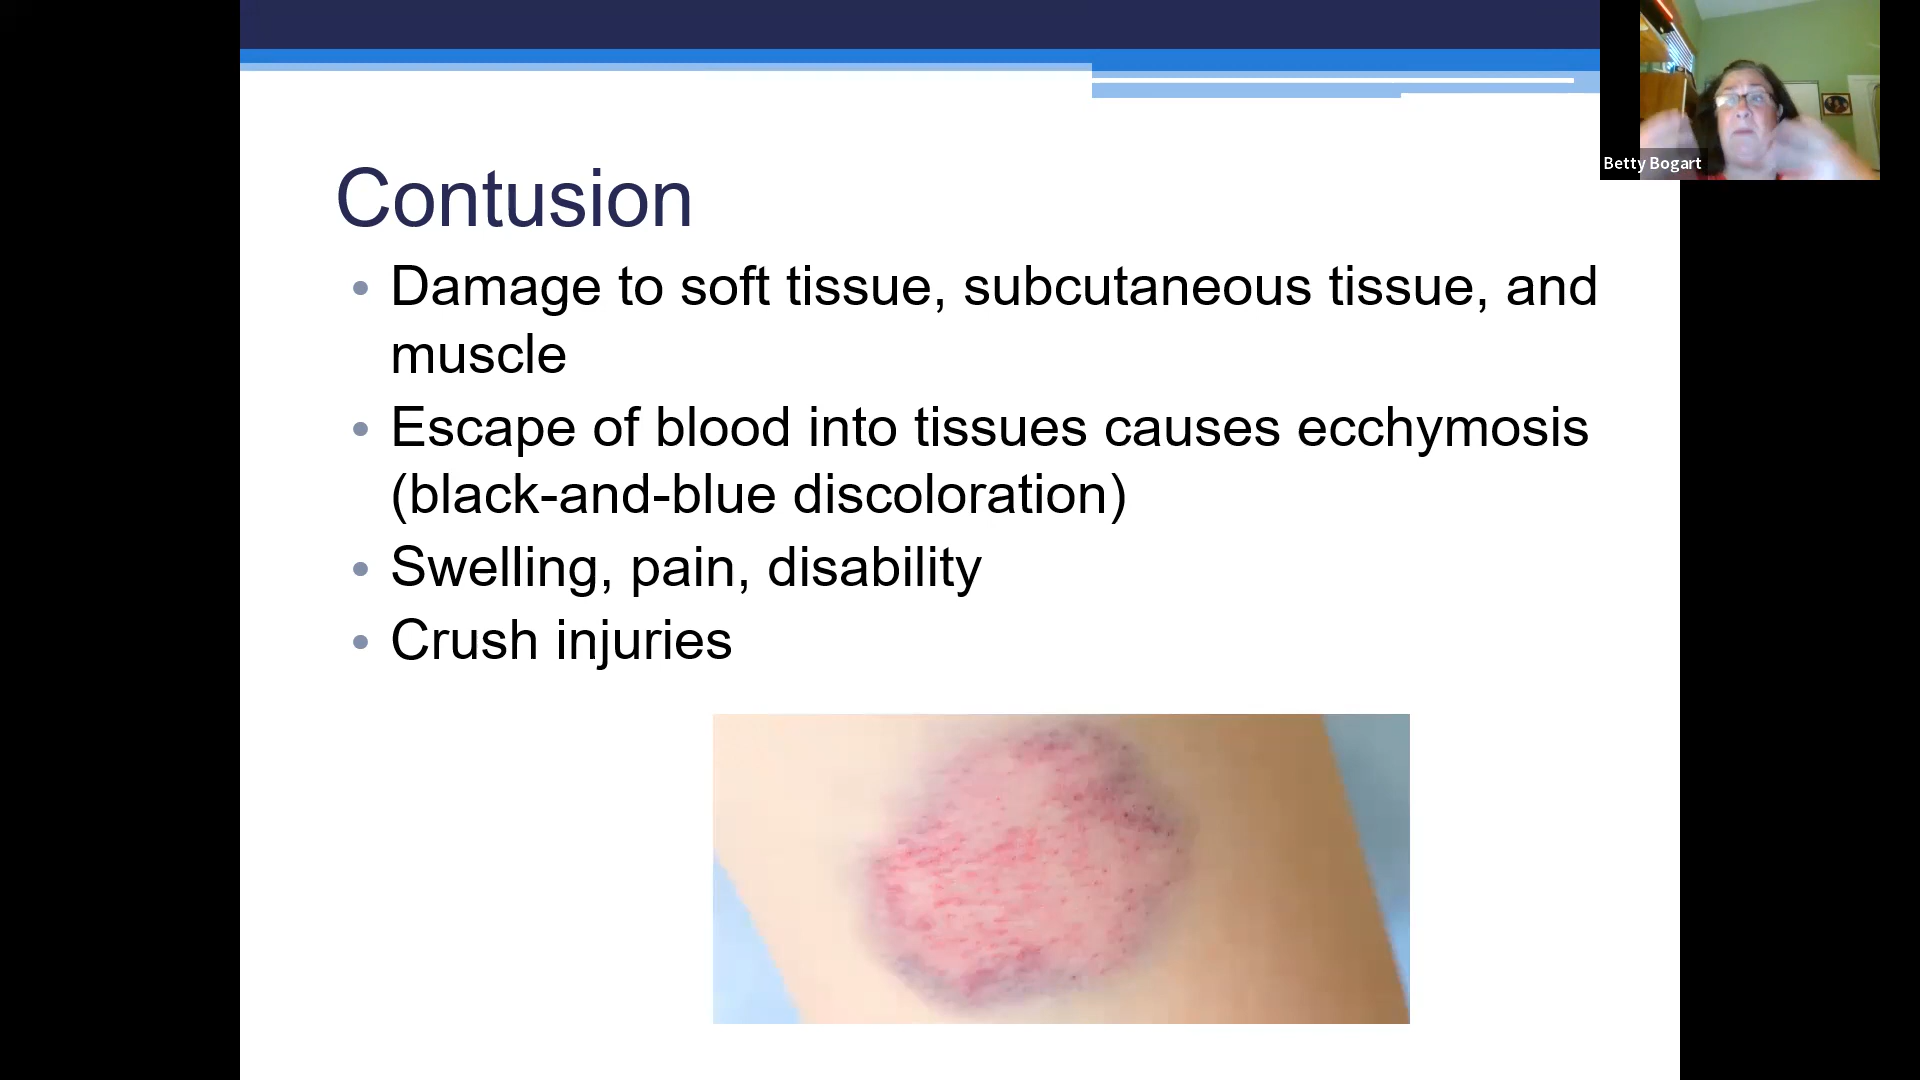 Contusion
• Damage to soft tissue, subcutaneous tissue, and
muscle
• Escape of blood into tissues causes ecchymosis
(black-and-blue discoloration)
• Swelling, pain, disability
• Crush injuries
Betty Bogart